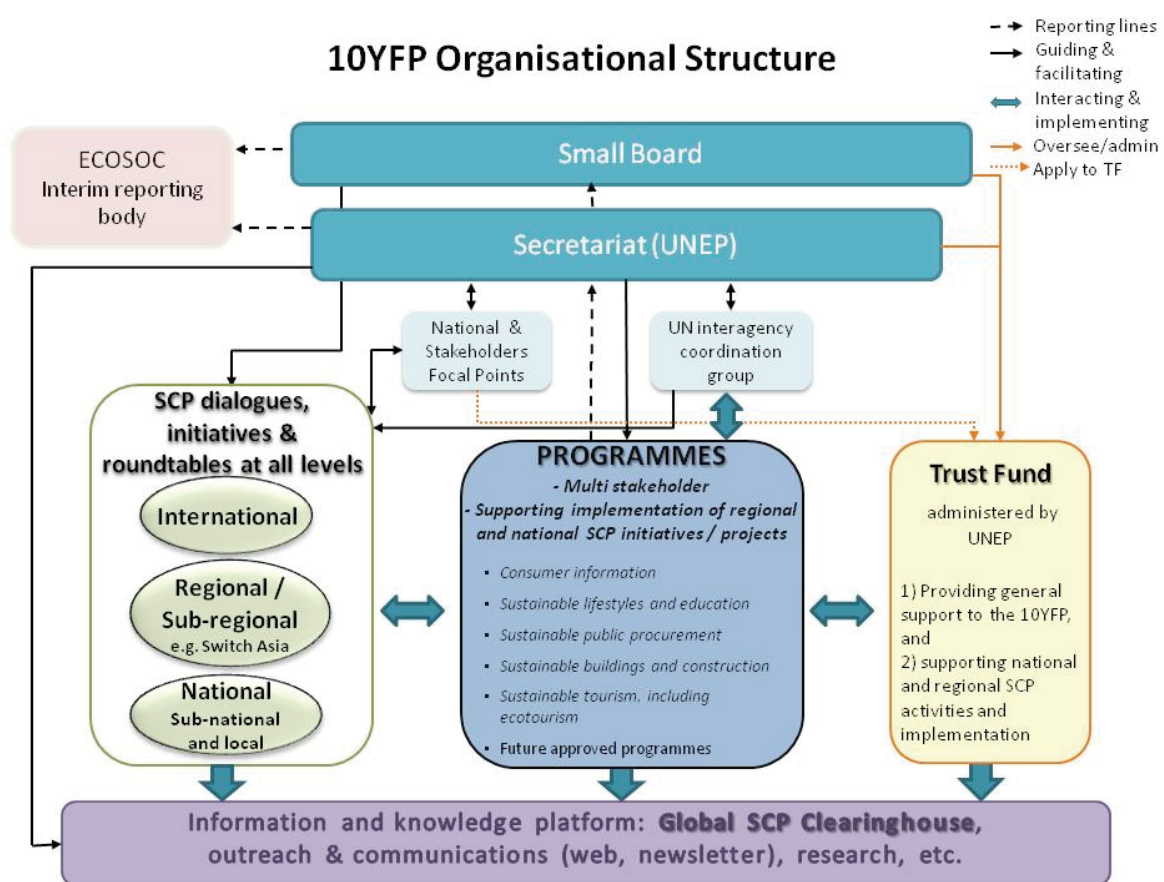 10YFP Organisational Structure
Reporting lines
Guiding &
facilitating
Interacting &
implementing
Oversee/admin
Apply to TF
ECOSOC
Interim reporting
body
Small Board
Secretariat (UNEP)
National &
Stakeholders
Focal Points
UN interagency
coordination
group
SCP dialogues,
initiatives &
roundtables at all levels
International
Regional /
Sub-regional
e.g. Switch Asia
National
Sub-national
and local
PROGRAMMES
- Multi stakeholder
- Supporting implementation of regional
and national SCP initiatives / projects
▪ Consumer information
▪ Sustainable lifestyles and education
▪ Sustainable public procurement
▪ Sustainable buildings and construction
▪ Sustainable tourism, including
ecotourism
▪ Future approved programmes
Trust Fund
administered by
UNEP
1) Providing general
support to the 10YFP,
and
2) supporting national
and regional SCP
activities and
implementation
Information and knowledge platform: Global SCP Clearinghouse,
outreach & communications (web, newsletter), research, etc.